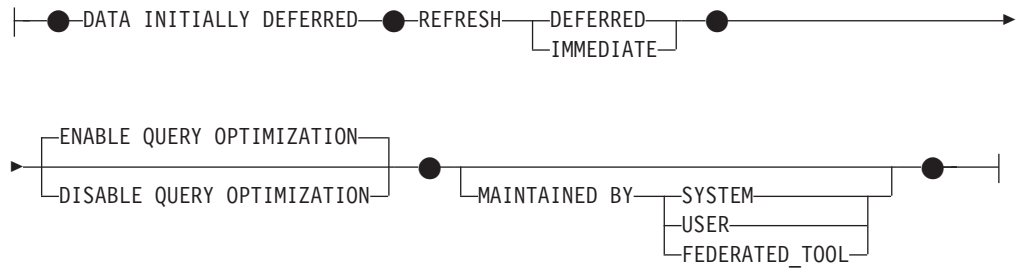 DATA INITIALLY DEFERRED REFRESH DEFERRED
IMMEDIATE
ENABLE QUERY OPTIMIZATION
DISABLE QUERY OPTIMIZATION
MAINTAINED BY SYSTEM
USER
FEDERATED_TOOL